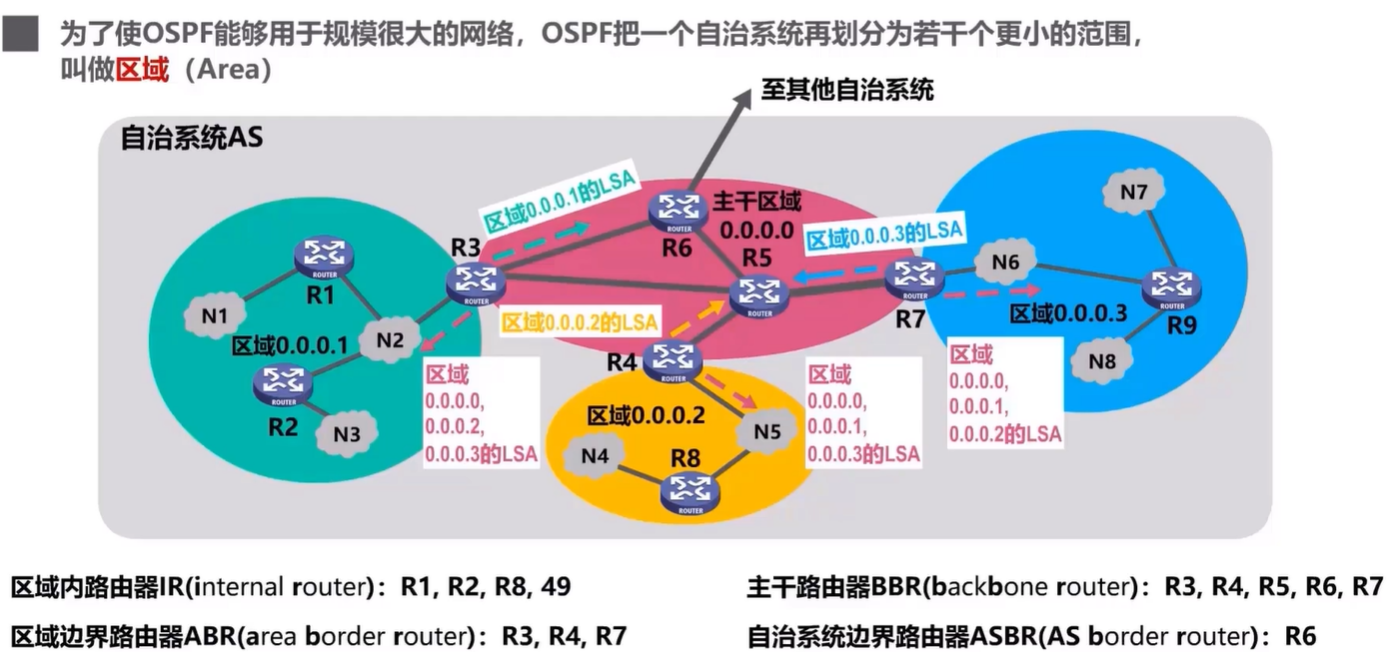 为了使OSPF能够用于规模很大的网络，OSPF把一个自治系统再划分为若干个更小的范围，
叫做区域（Area）
至其他自治系统
自治系统AS
区域0.0.0.1的LSA
主干区域
0.0.0.0
区域0.0.0.3的LSA
N7
R3
ROUTER
R6
R5
ROUTER
N6
ROUTER
R1
ROUTER
ROUTER
R7
ROUTER
R9
N1
N2
区域0.0.0.1
区域0.0.0.2的LSA
区域0.0.0.3
N8
R4
ROUTER
ROUTER
R2
N3
区域
0.0.0.0,
0.0.0.2,
0.0.0.3的LSA
区域0.0.0.2
N5
N4
R8
ROUTER
区域
0.0.0.0,
0.0.0.1,
0.0.0.3的LSA
区域
0.0.0.0,
0.0.0.1,
0.0.0.2的LSA
区域内路由器IR(internal router)：R1, R2, R8, 49
主干路由器BBR(backbone router)：R3, R4, R5, R6, R7
区域边界路由器ABR(area border router)：R3, R4, R7
自治系统边界路由器ASBR(AS border router)：R6